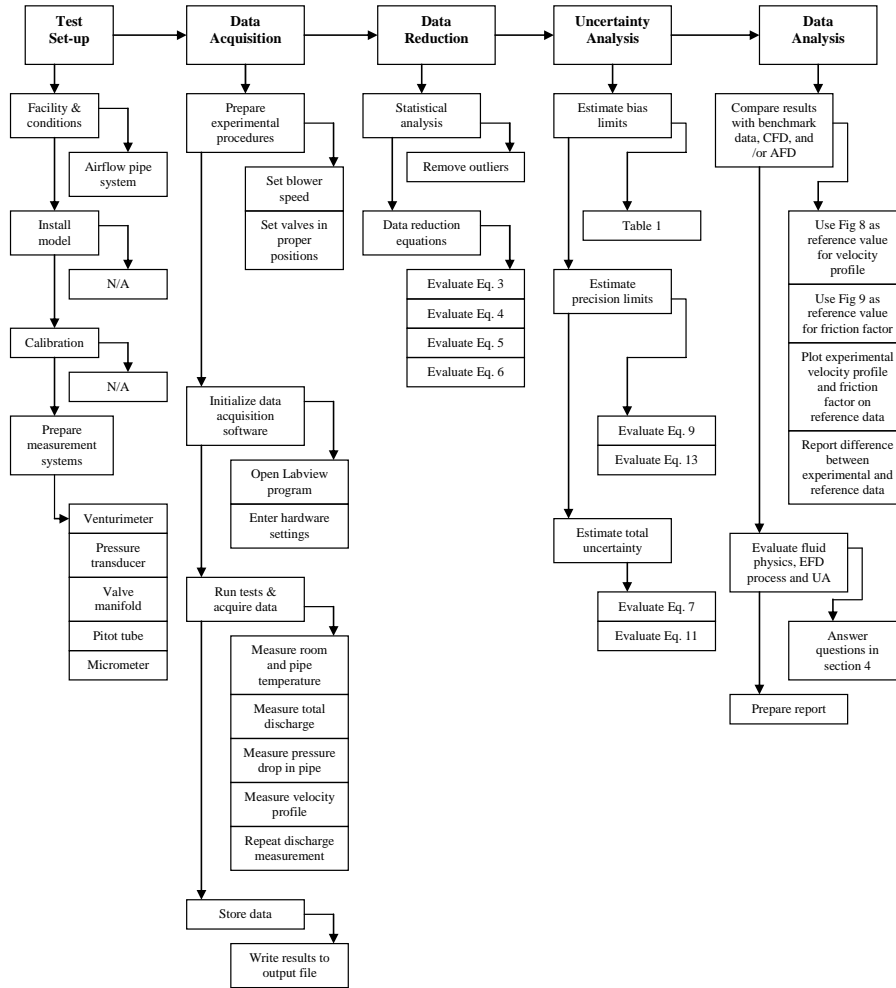 Test
Set-up
Data
Acquisition
Data
Reduction
Uncertainty
Analysis
Data
Analysis
Facility &
conditions
Airflow pipe
system
Install
model
N/A
Calibration
N/A
Prepare
measurement
systems
Venturimeter
Pressure
transducer
Valve
manifold
Pitot tube
Micrometer
Prepare
experimental
procedures
Set blower
speed
Set valves in
proper
positions
Initialize data
acquisition
software
Open Labview
program
Enter hardware
settings
Run tests &
acquire data
Measure room
and pipe
temperature
Measure total
discharge
Measure pressure
drop in pipe
Measure velocity
profile
Repeat discharge
measurement
Store data
Write results to
output file
Statistical
analysis
Remove outliers
Data reduction
equations
Evaluate Eq. 3
Evaluate Eq. 4
Evaluate Eq. 5
Evaluate Eq. 6
Estimate bias
limits
Table 1
Estimate
precision limits
Evaluate Eq. 9
Evaluate Eq. 13
Estimate total
uncertainty
Evaluate Eq. 7
Evaluate Eq. 11
Compare results
with benchmark
data, CFD, and
/or AFD
Use Fig 8 as
reference value
for velocity
profile
Use Fig 9 as
reference value
for friction factor
Plot experimental
velocity profile
and friction
factor on
reference data
Report difference
between
experimental and
reference data
Evaluate fluid
physics, EFD
process and UA
Answer
questions in
section 4
Prepare report